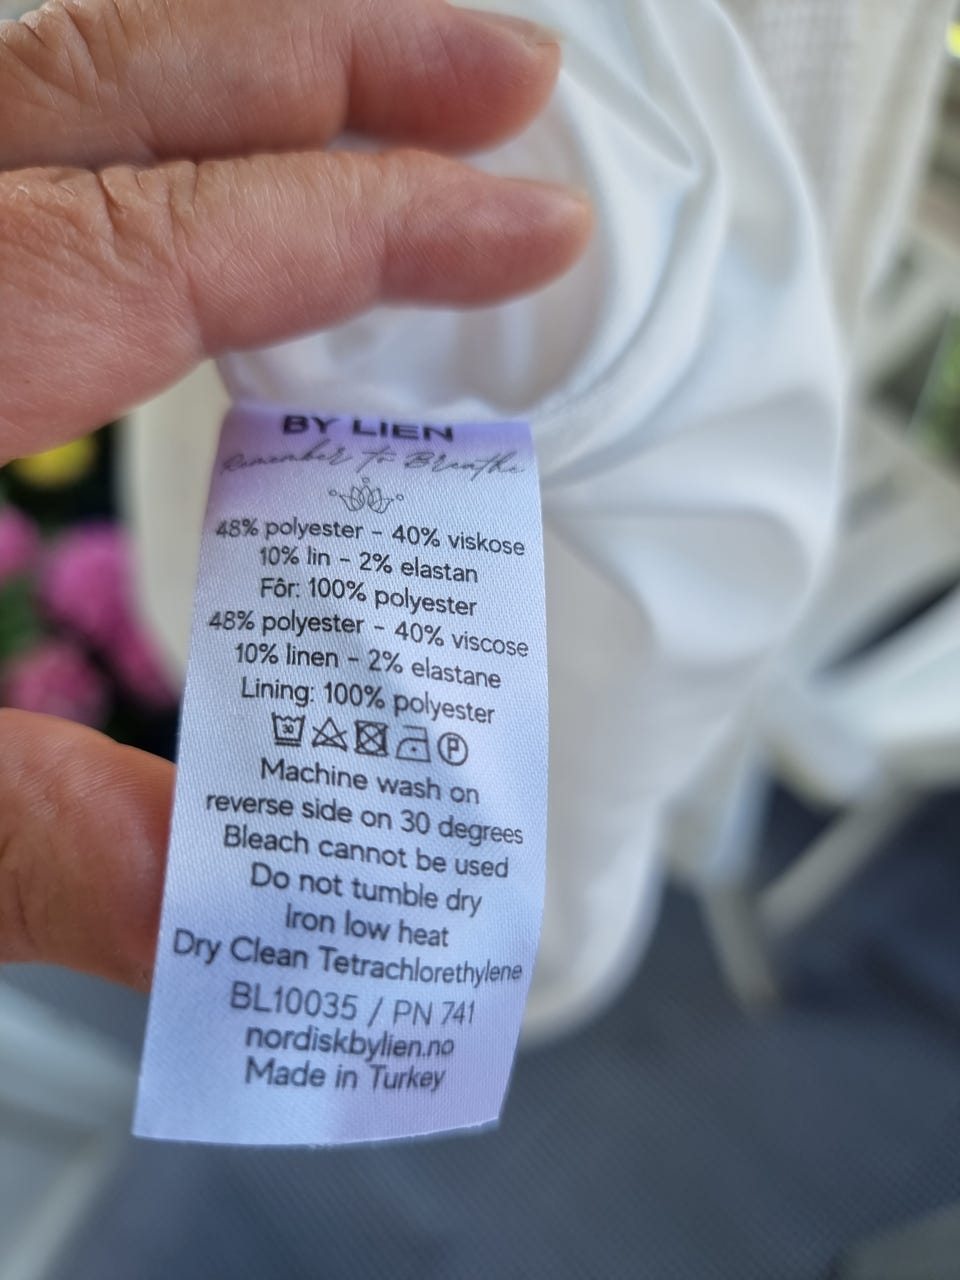 BY LIEN
Remember to Breathe
48% polyester - 40% viskose
10% lin - 2% elastan
Fôr: 100% polyester
48% polyester - 40% viscose
10% linen - 2% elastane
Lining: 100% polyester
30 P
Machine wash on
reverse side on 30 degrees
Bleach cannot be used
Do not tumble dry
Iron low heat
Dry Clean Tetrachlorethylene
BL10035 / PN 741
nordiskbylien.no
Made in Turkey